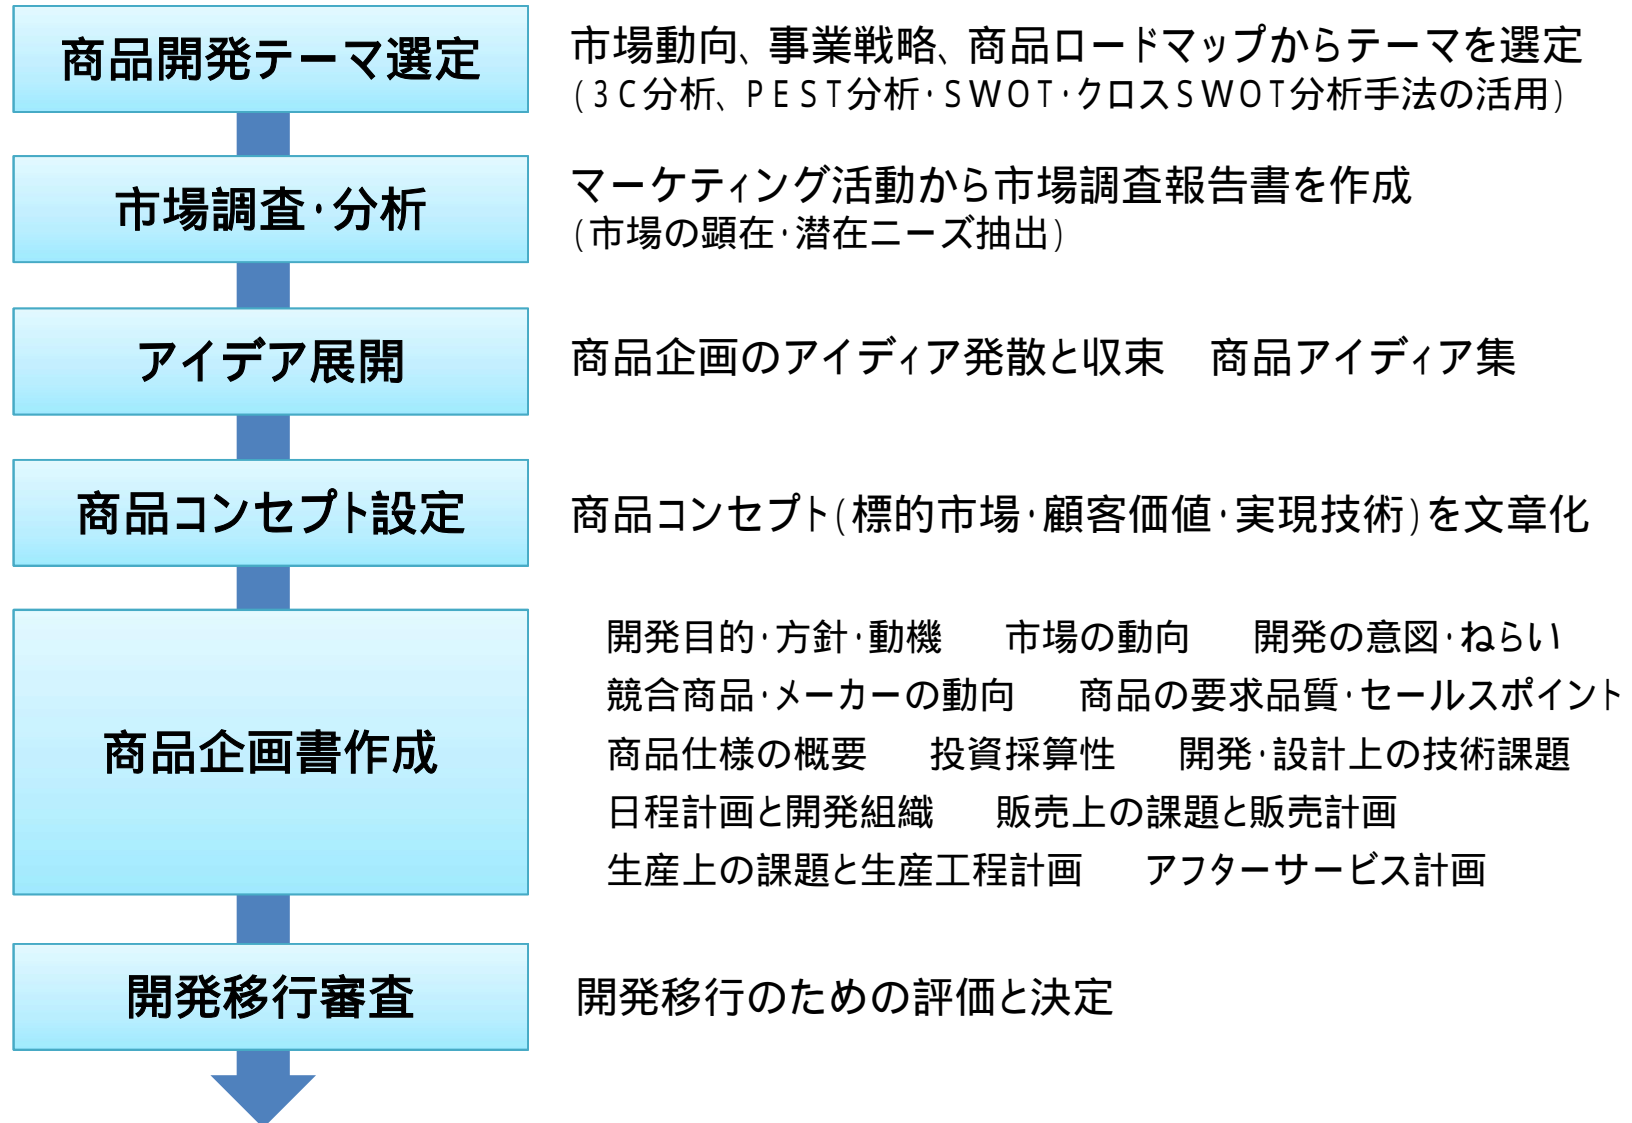 商品開発テーマ選定
市場動向、事業戦略、商品ロードマップからテーマを選定
(3C分析、PEST分析・SWOT・クロスSWOT分析手法の活用)
市場調査・分析
マーケティング活動から市場調査報告書を作成
(市場の顕在・潜在ニーズ抽出)
アイデア展開
商品企画のアイディア発散と収束　商品アイディア集
商品コンセプト設定
商品コンセプト(標的市場・顧客価値・実現技術)を文章化
商品企画書作成
開発目的・方針・動機　市場の動向　開発の意図・ねらい
競合商品・メーカーの動向　商品の要求品質・セールスポイント
商品仕様の概要　投資採算性　開発・設計上の技術課題
日程計画と開発組織　販売上の課題と販売計画
生産上の課題と生産工程計画　アフターサービス計画
開発移行審査
開発移行のための評価と決定